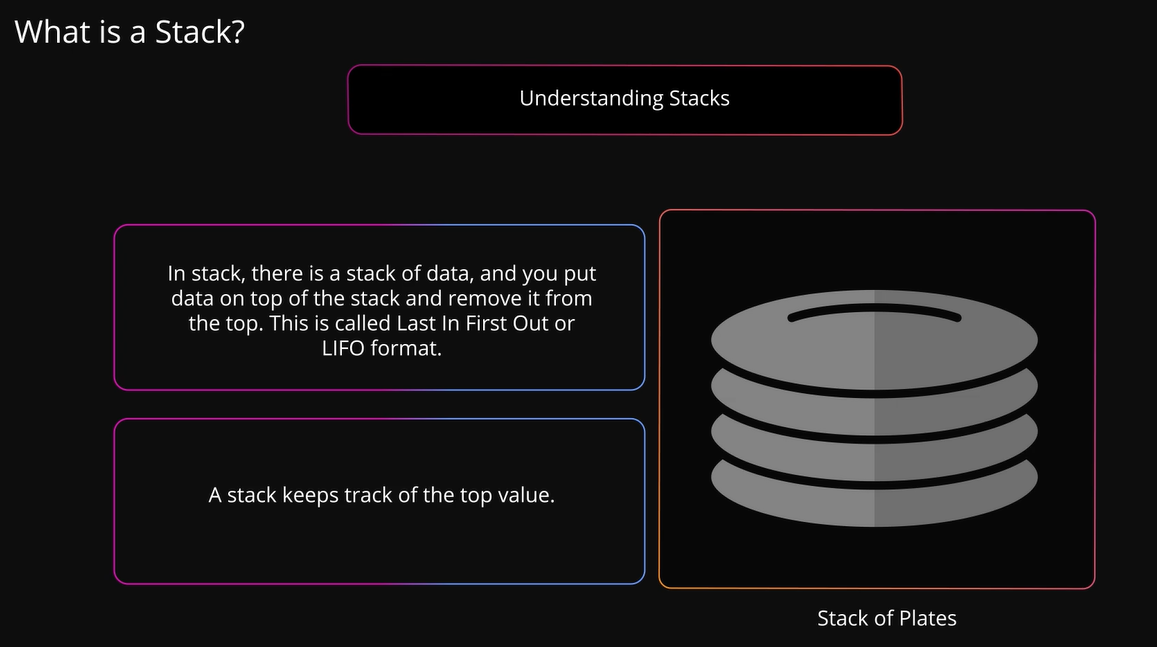 What is a Stack?
Understanding Stacks
In stack, there is a stack of data, and you put
data on top of the stack and remove it from
the top. This is called Last In First Out or
LIFO format.
A stack keeps track of the top value.
Stack of Plates